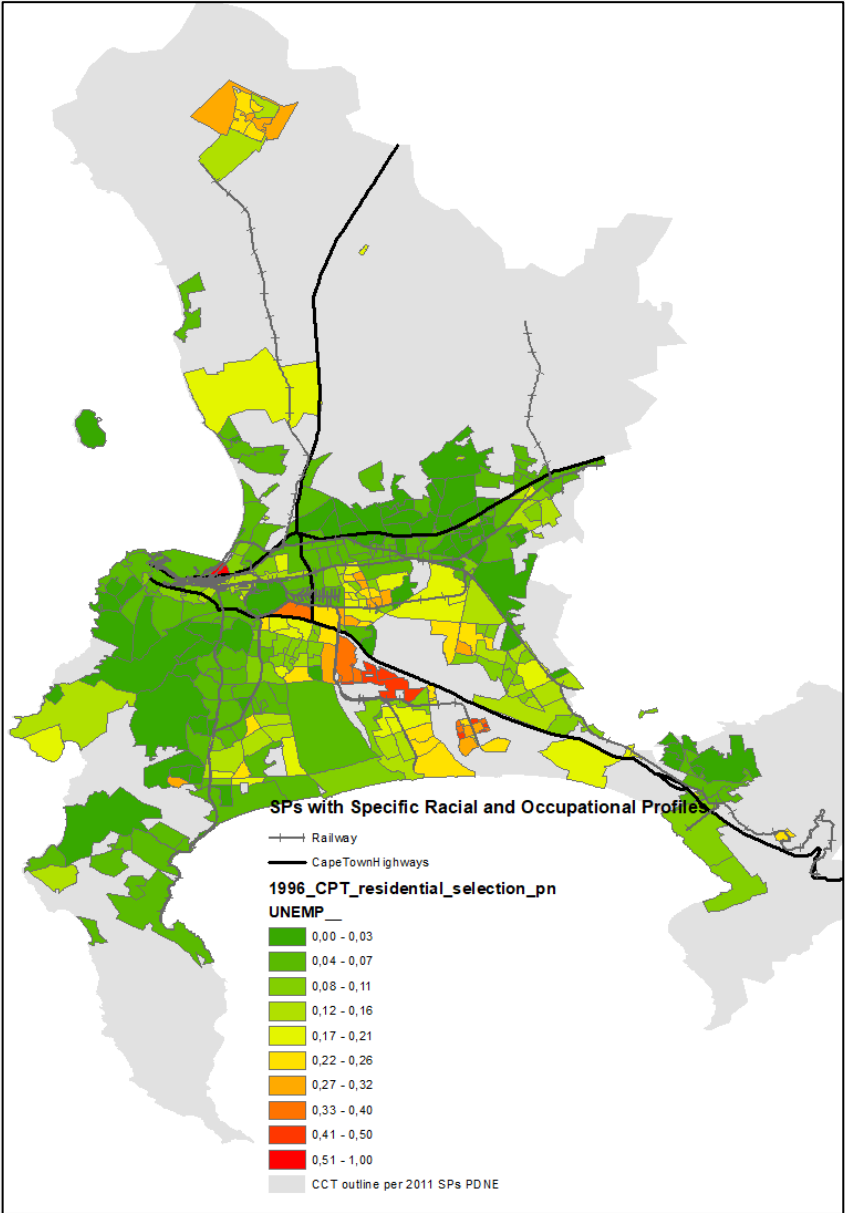 SPs with Specific Racial and Occupational Profiles
Railway
CapeTownHighways
1996_CPT_residential_selection_pn
UNEMP__
0,00 - 0,03
0,04 - 0,07
0,08 - 0,11
0,12 - 0,16
0,17 - 0,21
0,22 - 0,26
0,27 - 0,32
0,33 - 0,40
0,41 - 0,50
0,51 - 1,00
CCT outline per 2011 SPs PDNE